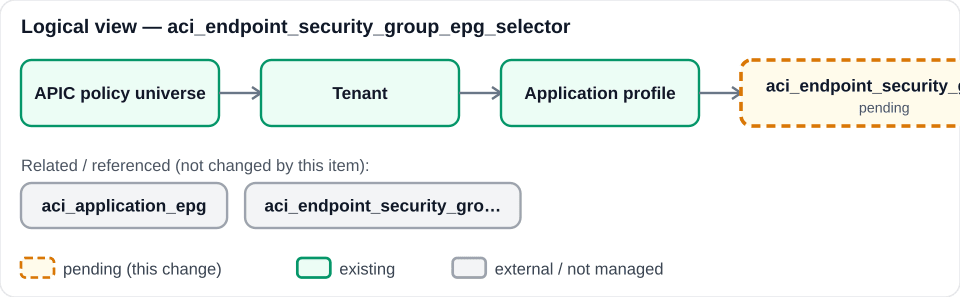 Logical view — aci_endpoint_security_group_epg_selector
APIC policy universe
Tenant
Application profile
aci_endpoint_security_g
pending
Related / referenced (not changed by this item):
aci_application_epg
aci_endpoint_security_gro…
pending (this change)
existing
external / not managed